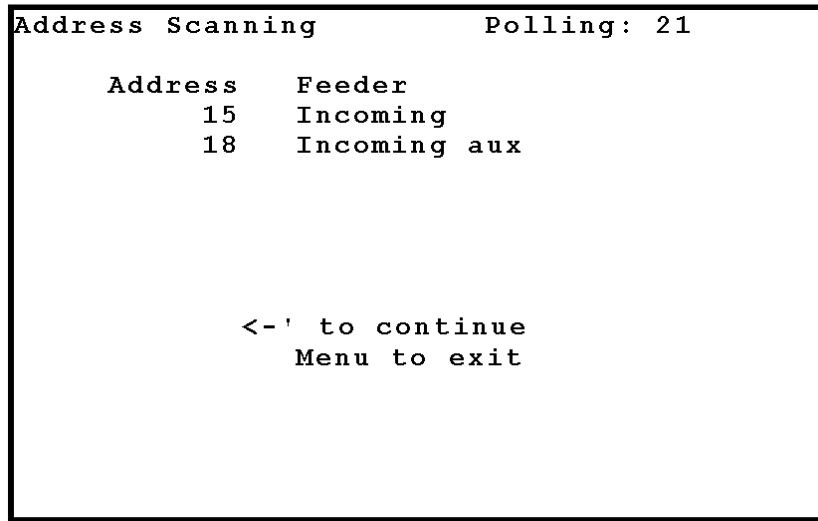 Address Scanning Polling: 21
Address Feeder
15 Incoming
18 Incoming aux
<-' to continue
Menu to exit